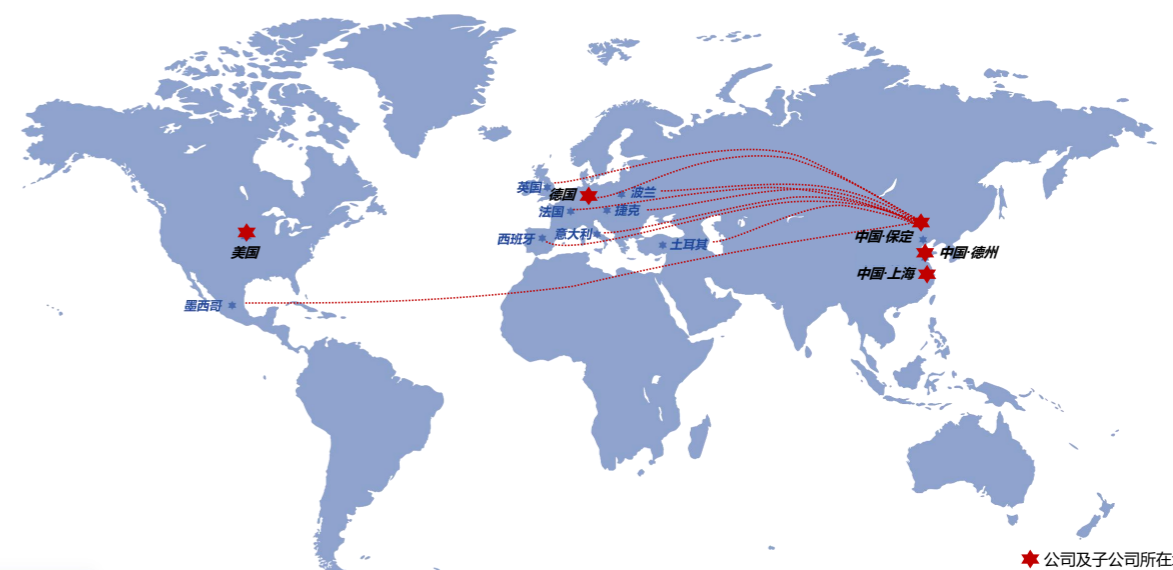 英国
德国
波兰
法国
捷克
西班牙
意大利
土耳其
美国
墨西哥
中国·保定
中国·德州
中国·上海
公司及子公司所在